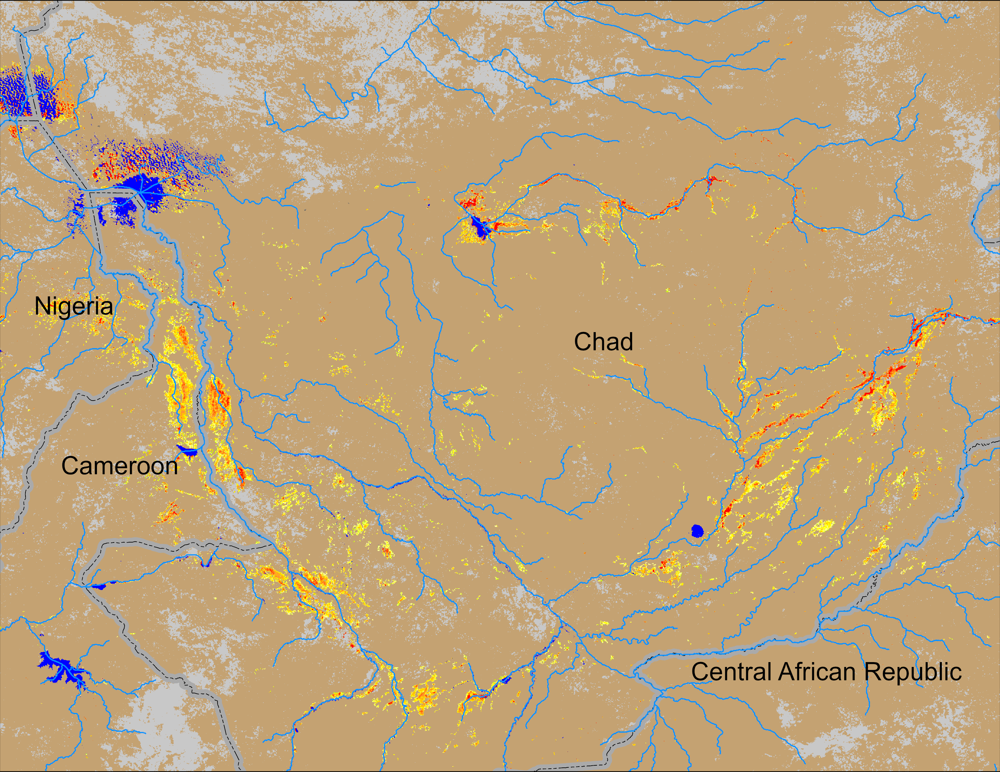 Nigeria
Chad
Cameroon
Central African Republic